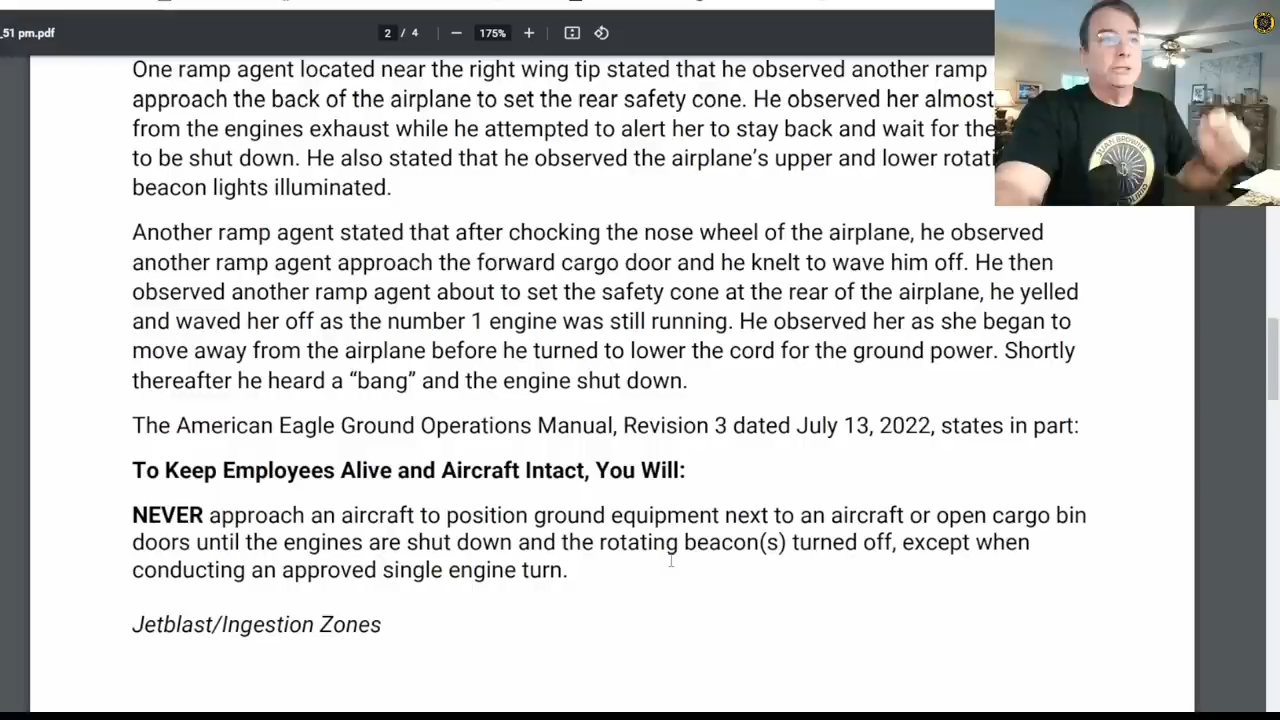 _51 pm.pdf
2 / 4 175%
One ramp agent located near the right wing tip stated that he observed another ramp
approach the back of the airplane to set the rear safety cone. He observed her almost
from the engines exhaust while he attempted to alert her to stay back and wait for the
to be shut down. He also stated that he observed the airplane’s upper and lower rotati
beacon lights illuminated.
Another ramp agent stated that after chocking the nose wheel of the airplane, he observed
another ramp agent approach the forward cargo door and he knelt to wave him off. He then
observed another ramp agent about to set the safety cone at the rear of the airplane, he yelled
and waved her off as the number 1 engine was still running. He observed her as she began to
move away from the airplane before he turned to lower the cord for the ground power. Shortly
thereafter he heard a “bang” and the engine shut down.
The American Eagle Ground Operations Manual, Revision 3 dated July 13, 2022, states in part:
To Keep Employees Alive and Aircraft Intact, You Will:
NEVER approach an aircraft to position ground equipment next to an aircraft or open cargo bin
doors until the engines are shut down and the rotating beacon(s) turned off, except when
conducting an approved single engine turn.
Jetblast/Ingestion Zones